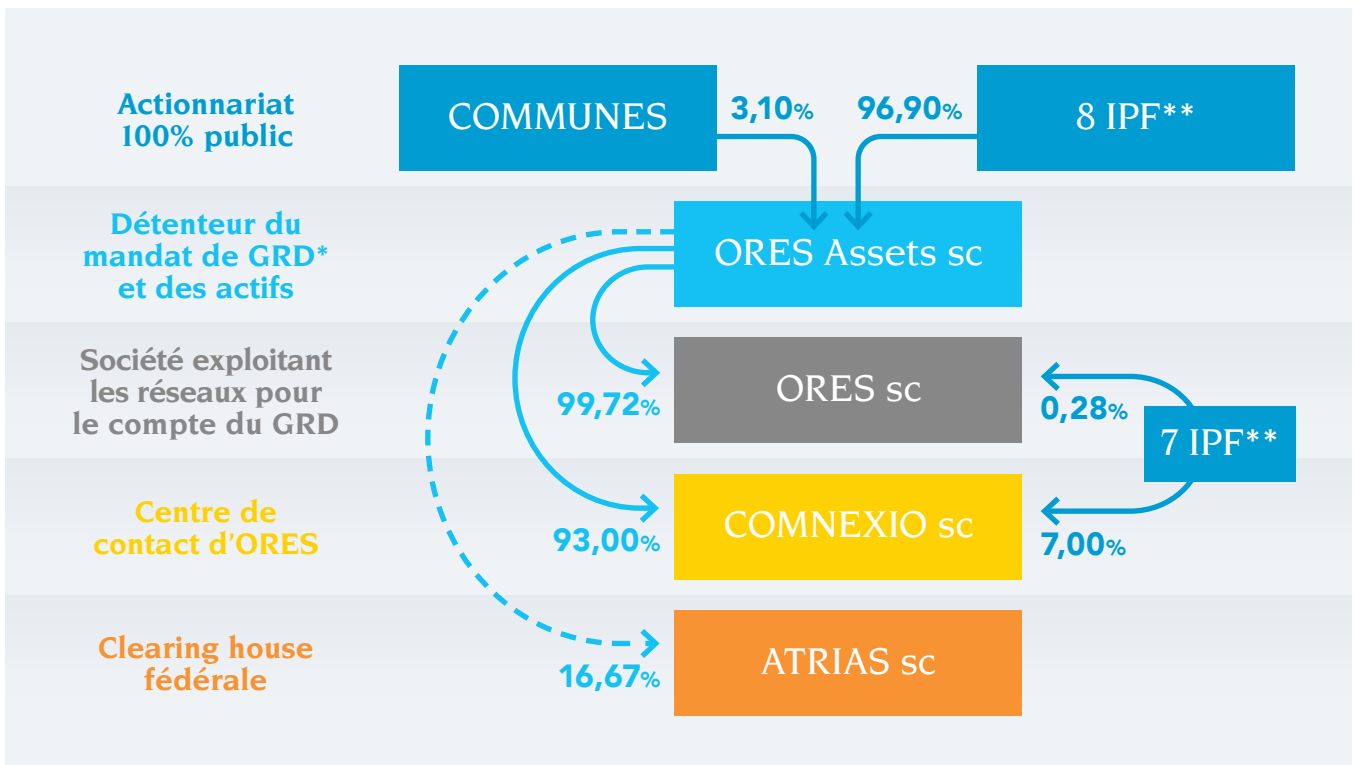 Actionnariat
100% public
COMMUNES
3,10%
96,90%
8 IPF**
Détenteur du
mandat de GRD*
et des actifs
ORES Assets sc
Société exploitant
les réseaux pour
le compte du GRD
99,72%
ORES sc
0,28%
7 IPF**
Centre de
contact d'ORES
93,00%
COMNEXIO sc
7,00%
Clearing house
fédérale
16,67%
ATRIAS sc